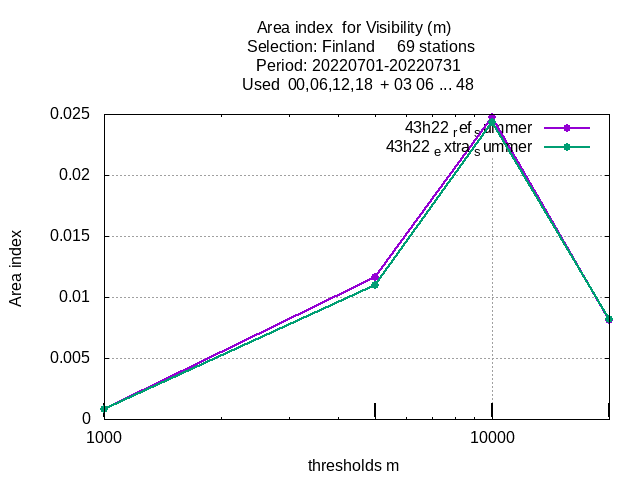 Area index  for Visibility (m)
Selection: Finland     69 stations
Period: 20220701-20220731
Used  00,06,12,18  + 03 06 ... 48
43h22 ref summer
43h22 extra summer
0.025
0.02
0.015
0.01
0.005
0
Area index
1000
10000
thresholds m